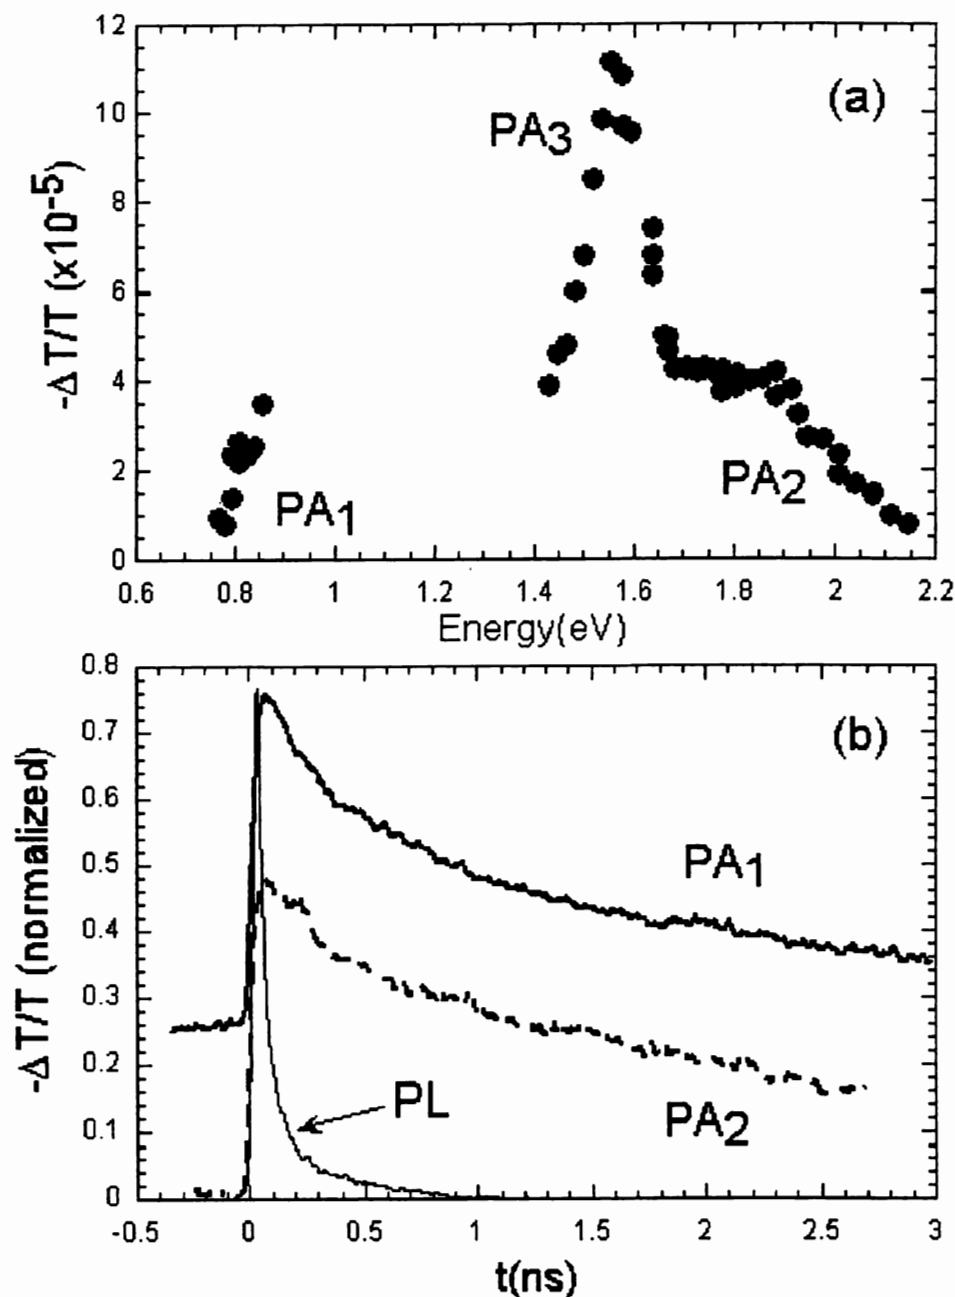 12
10
8
6
4
2
0
-ΔT/T (x10⁻⁵)
(a)
PA₃
PA₁
PA₂
0.6 0.8 1 1.2 1.4 1.6 1.8 2 2.2
Energy(eV)
0.8
0.7
0.6
0.5
0.4
0.3
0.2
0.1
0
-ΔT/T (normalized)
(b)
PA₁
PL
PA₂
-0.5 0 0.5 1 1.5 2 2.5 3
t(ns)